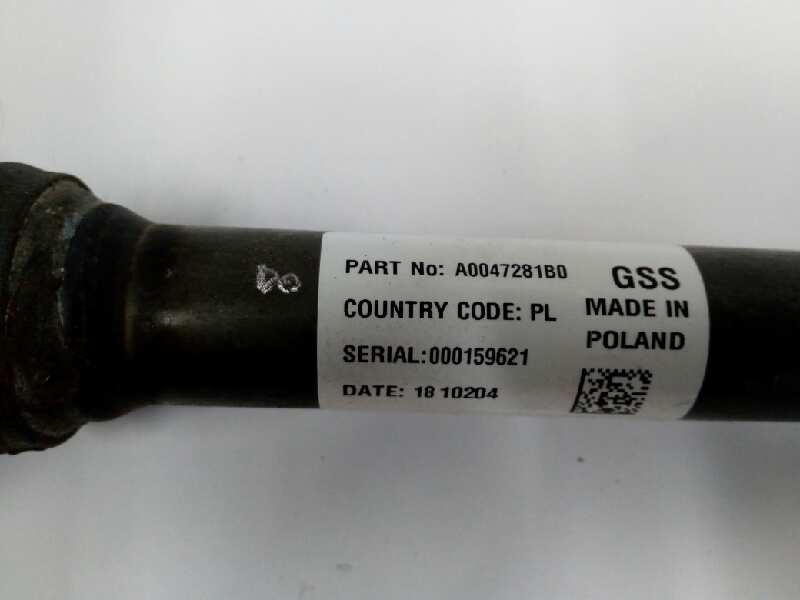 PART No: A0047281B0
COUNTRY CODE: PL
SERIAL:000159621
DATE: 18 10204
GSS
MADE IN
POLAND